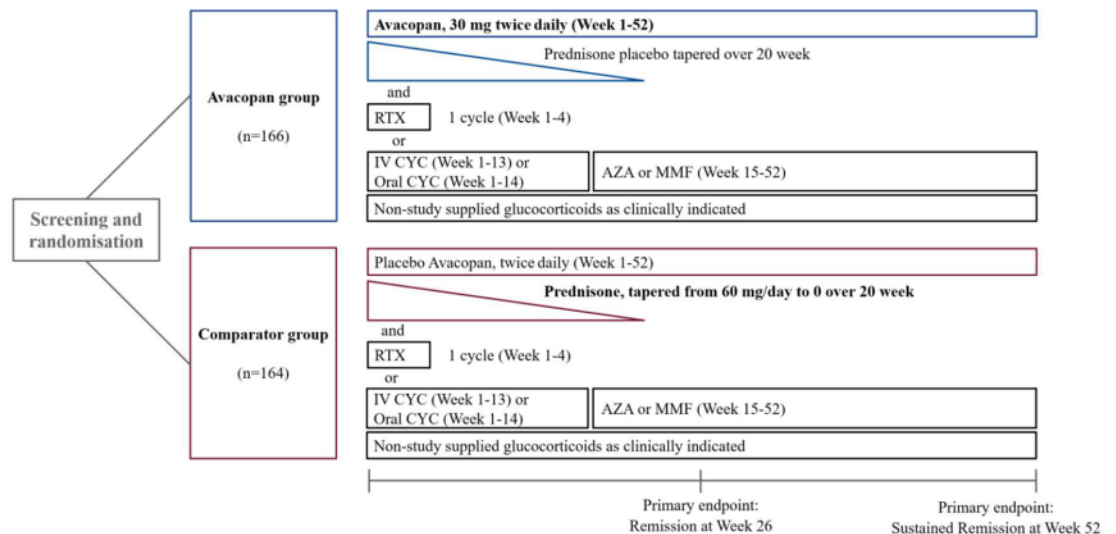 Screening and
randomisation
Avacopan group
(n=166)
Avacopan, 30 mg twice daily (Week 1-52)
Prednisone placebo tapered over 20 week
and
RTX
1 cycle (Week 1-4)
or
IV CYC (Week 1-13) or
Oral CYC (Week 1-14)
AZA or MMF (Week 15-52)
Non-study supplied glucocorticoids as clinically indicated
Comparator group
(n=164)
Placebo Avacopan, twice daily (Week 1-52)
Prednisone, tapered from 60 mg/day to 0 over 20 week
and
RTX
1 cycle (Week 1-4)
or
IV CYC (Week 1-13) or
Oral CYC (Week 1-14)
AZA or MMF (Week 15-52)
Non-study supplied glucocorticoids as clinically indicated
Primary endpoint:
Remission at Week 26
Primary endpoint:
Sustained Remission at Week 52